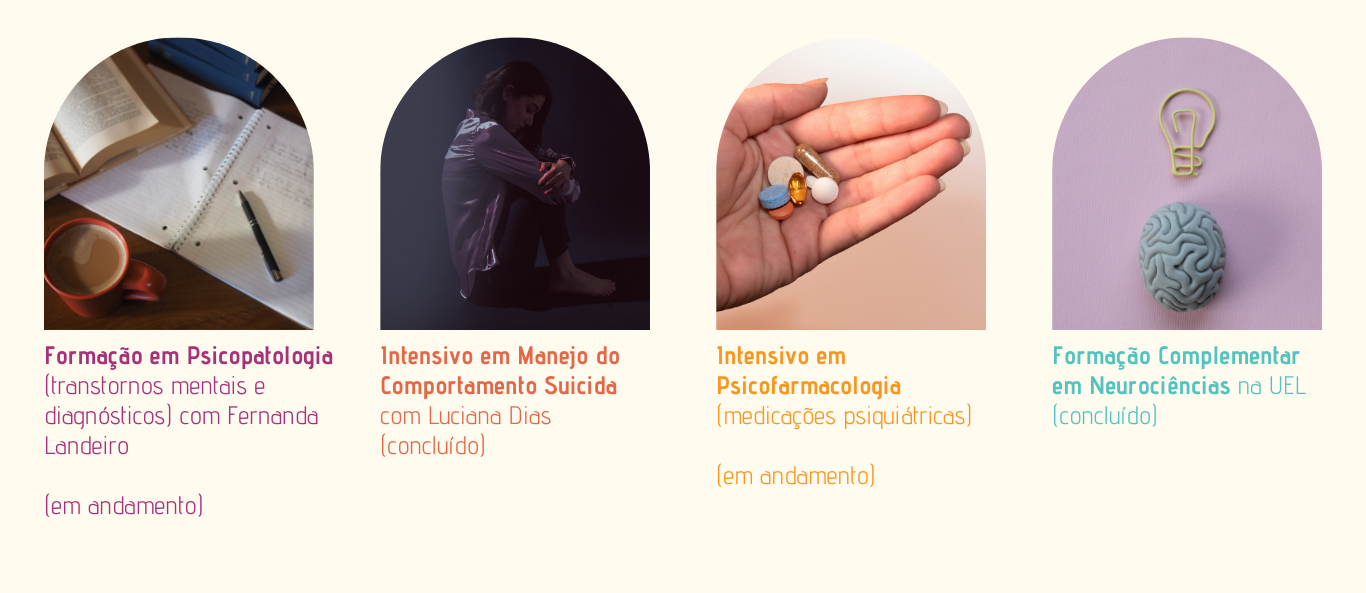 Formação em Psicopatologia
(transtornos mentais e
diagnósticos) com Fernanda
Landeiro
(em andamento)
Intensivo em Manejo do
Comportamento Suicida
com Luciana Dias
(concluído)
Intensivo em
Psicofarmacologia
(medicações psiquiátricas)
(em andamento)
Formação Complementar
em Neurociências na UEL
(concluído)